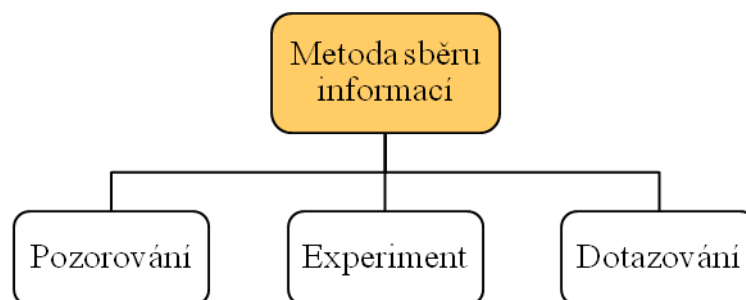 Metoda sběru
informací
Pozorování
Experiment
Dotazování